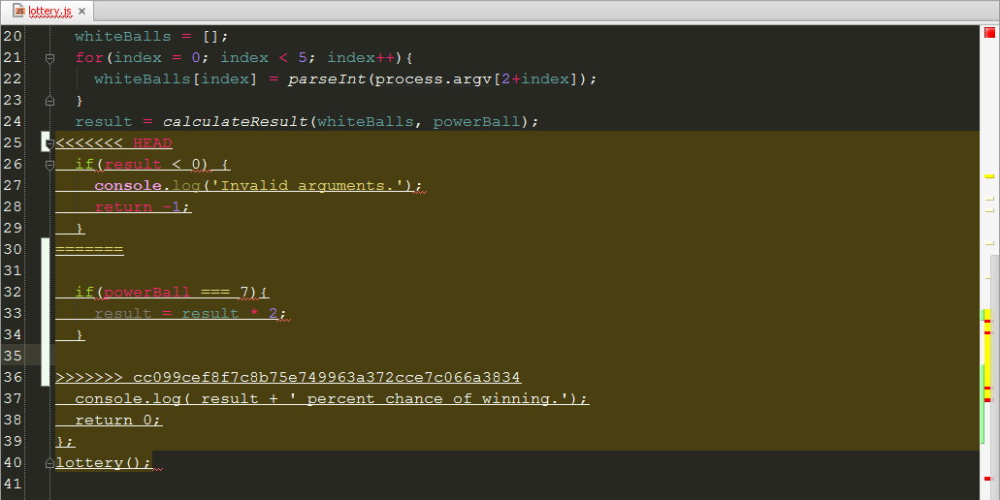 lottery.js
20 whiteBalls = [];
21 for(index = 0; index < 5; index++){
22 whiteBalls[index] = parseInt(process.argv[2+index]);
23 }
24 result = calculateResult(whiteBalls, powerBall);
25 <<<<<<< HEAD
26 if(result < 0) {
27 console.log('Invalid arguments.');
28 return -1;
29 }
30 =======
31
32 if(powerBall === 7){
33 result = result * 2;
34 }
35
36 >>>>>>> cc099cef8f7c8b75e749963a372cce7c066a3834
37 console.log( result + ' percent chance of winning.');
38 return 0;
39 };
40 lottery();
41